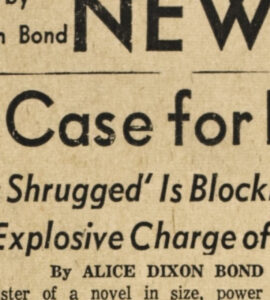 by
n Bond
NEW
Case for
Shrugged' Is Block
Explosive Charge of
By ALICE DIXON BOND
ster of a novel in size, power